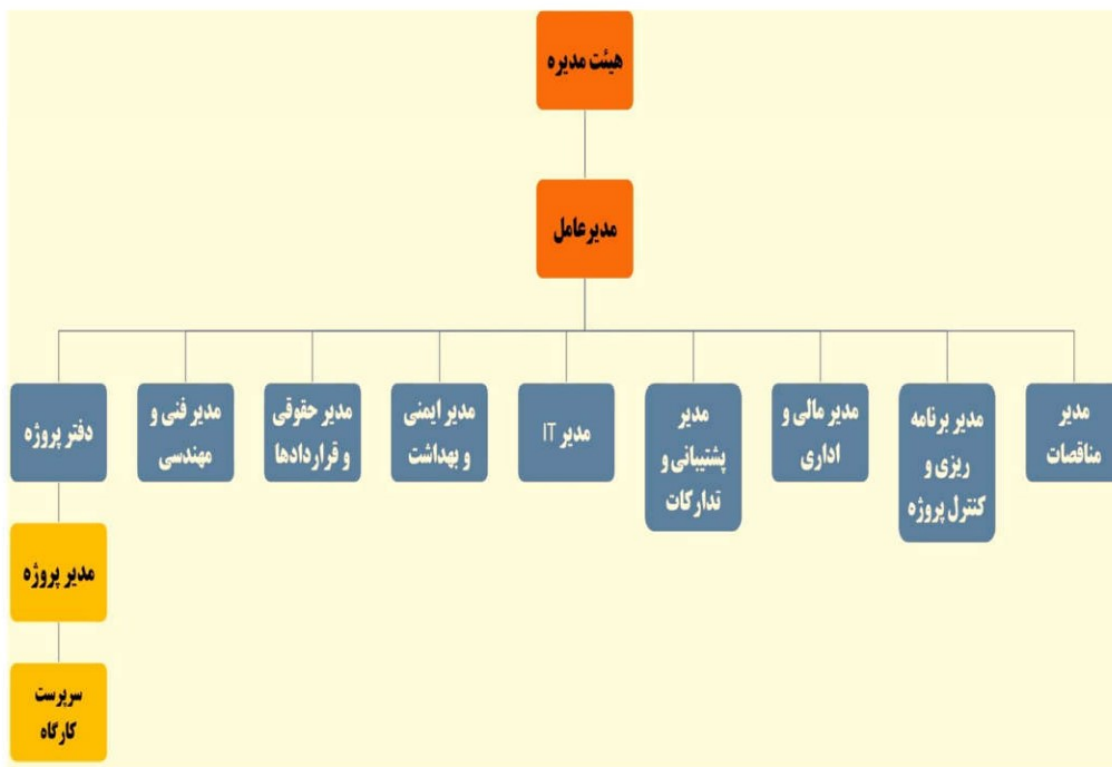 هیئت مدیره
مدیرعامل
مدیر
مناقصات
مدیر برنامه
ریزی و
کنترل پروژه
مدیر مالی و
اداری
مدیر
پشتیبانی و
تدارکات
مدیر IT
مدیر ایمنی
و بهداشت
مدیر حقوقی
و قراردادها
مدیر فنی و
مهندسی
دفتر پروژه
مدیر پروژه
سرپرست
کارگاه